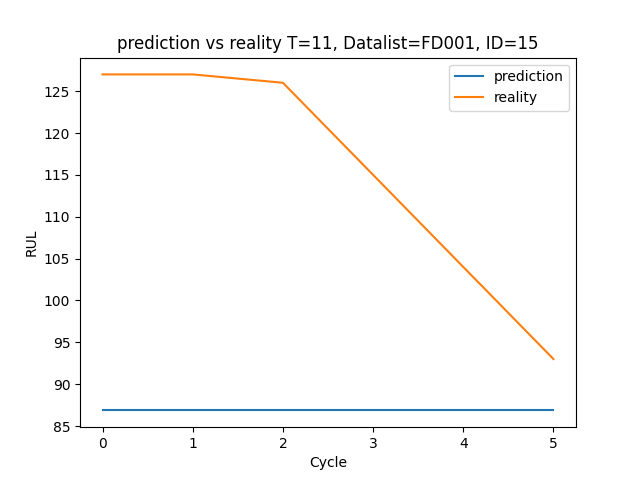 prediction vs reality T=11, Datalist=FD001, ID=15
prediction
reality
125
120
115
110
105
100
95
90
85
RUL
0 1 2 3 4 5
Cycle